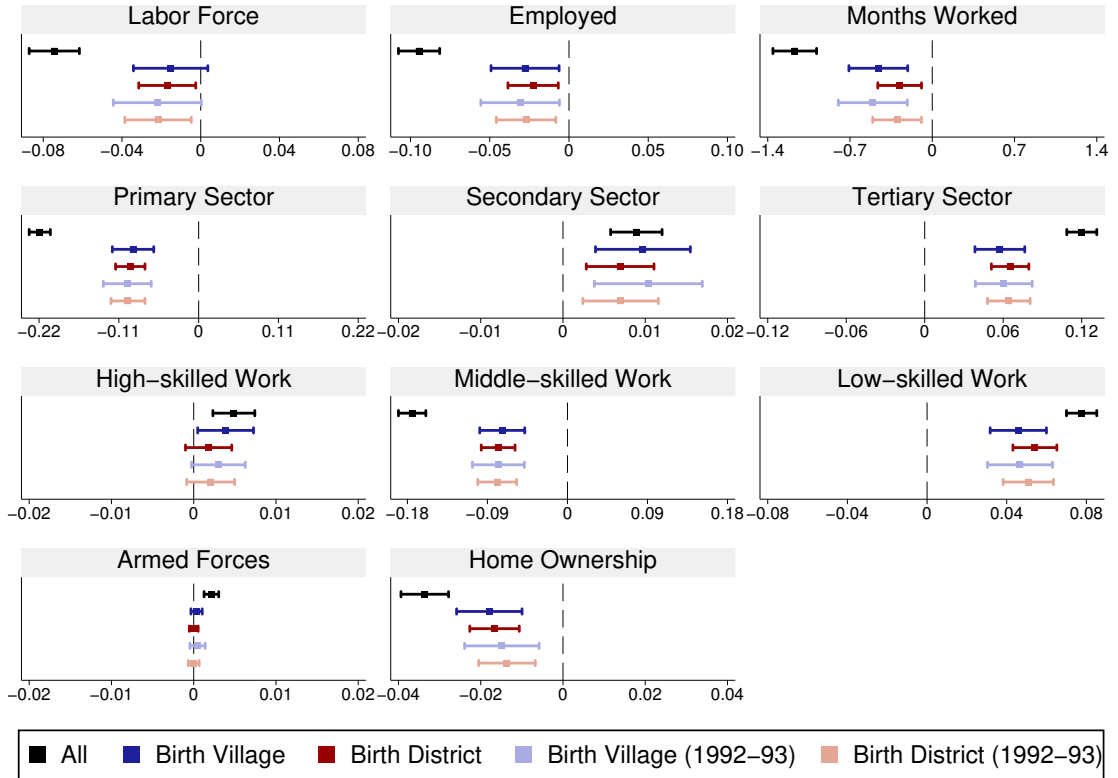 Labor Force Employed Months Worked
−0.08 −0.04 0 0.04 0.08 −0.10 −0.05 0 0.05 0.10 −1.4 −0.7 0 0.7 1.4
Primary Sector Secondary Sector Tertiary Sector
−0.22 −0.11 0 0.11 0.22 −0.02 −0.01 0 0.01 0.02 −0.12 −0.06 0 0.06 0.12
High−skilled Work Middle−skilled Work Low−skilled Work
−0.02 −0.01 0 0.01 0.02 −0.18 −0.09 0 0.09 0.18 −0.08 −0.04 0 0.04 0.08
Armed Forces Home Ownership
−0.02 −0.01 0 0.01 0.02 −0.04 −0.02 0 0.02 0.04
All Birth Village Birth District Birth Village (1992−93) Birth District (1992−93)